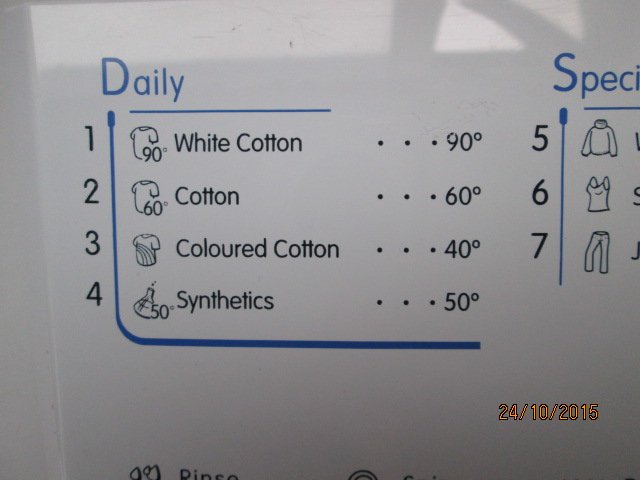 Daily
1 90° White Cotton . . . 90°
2 60° Cotton . . . 60°
3 Coloured Cotton . . . 40°
4 50° Synthetics . . . 50°
5
6
7
24/10/2015